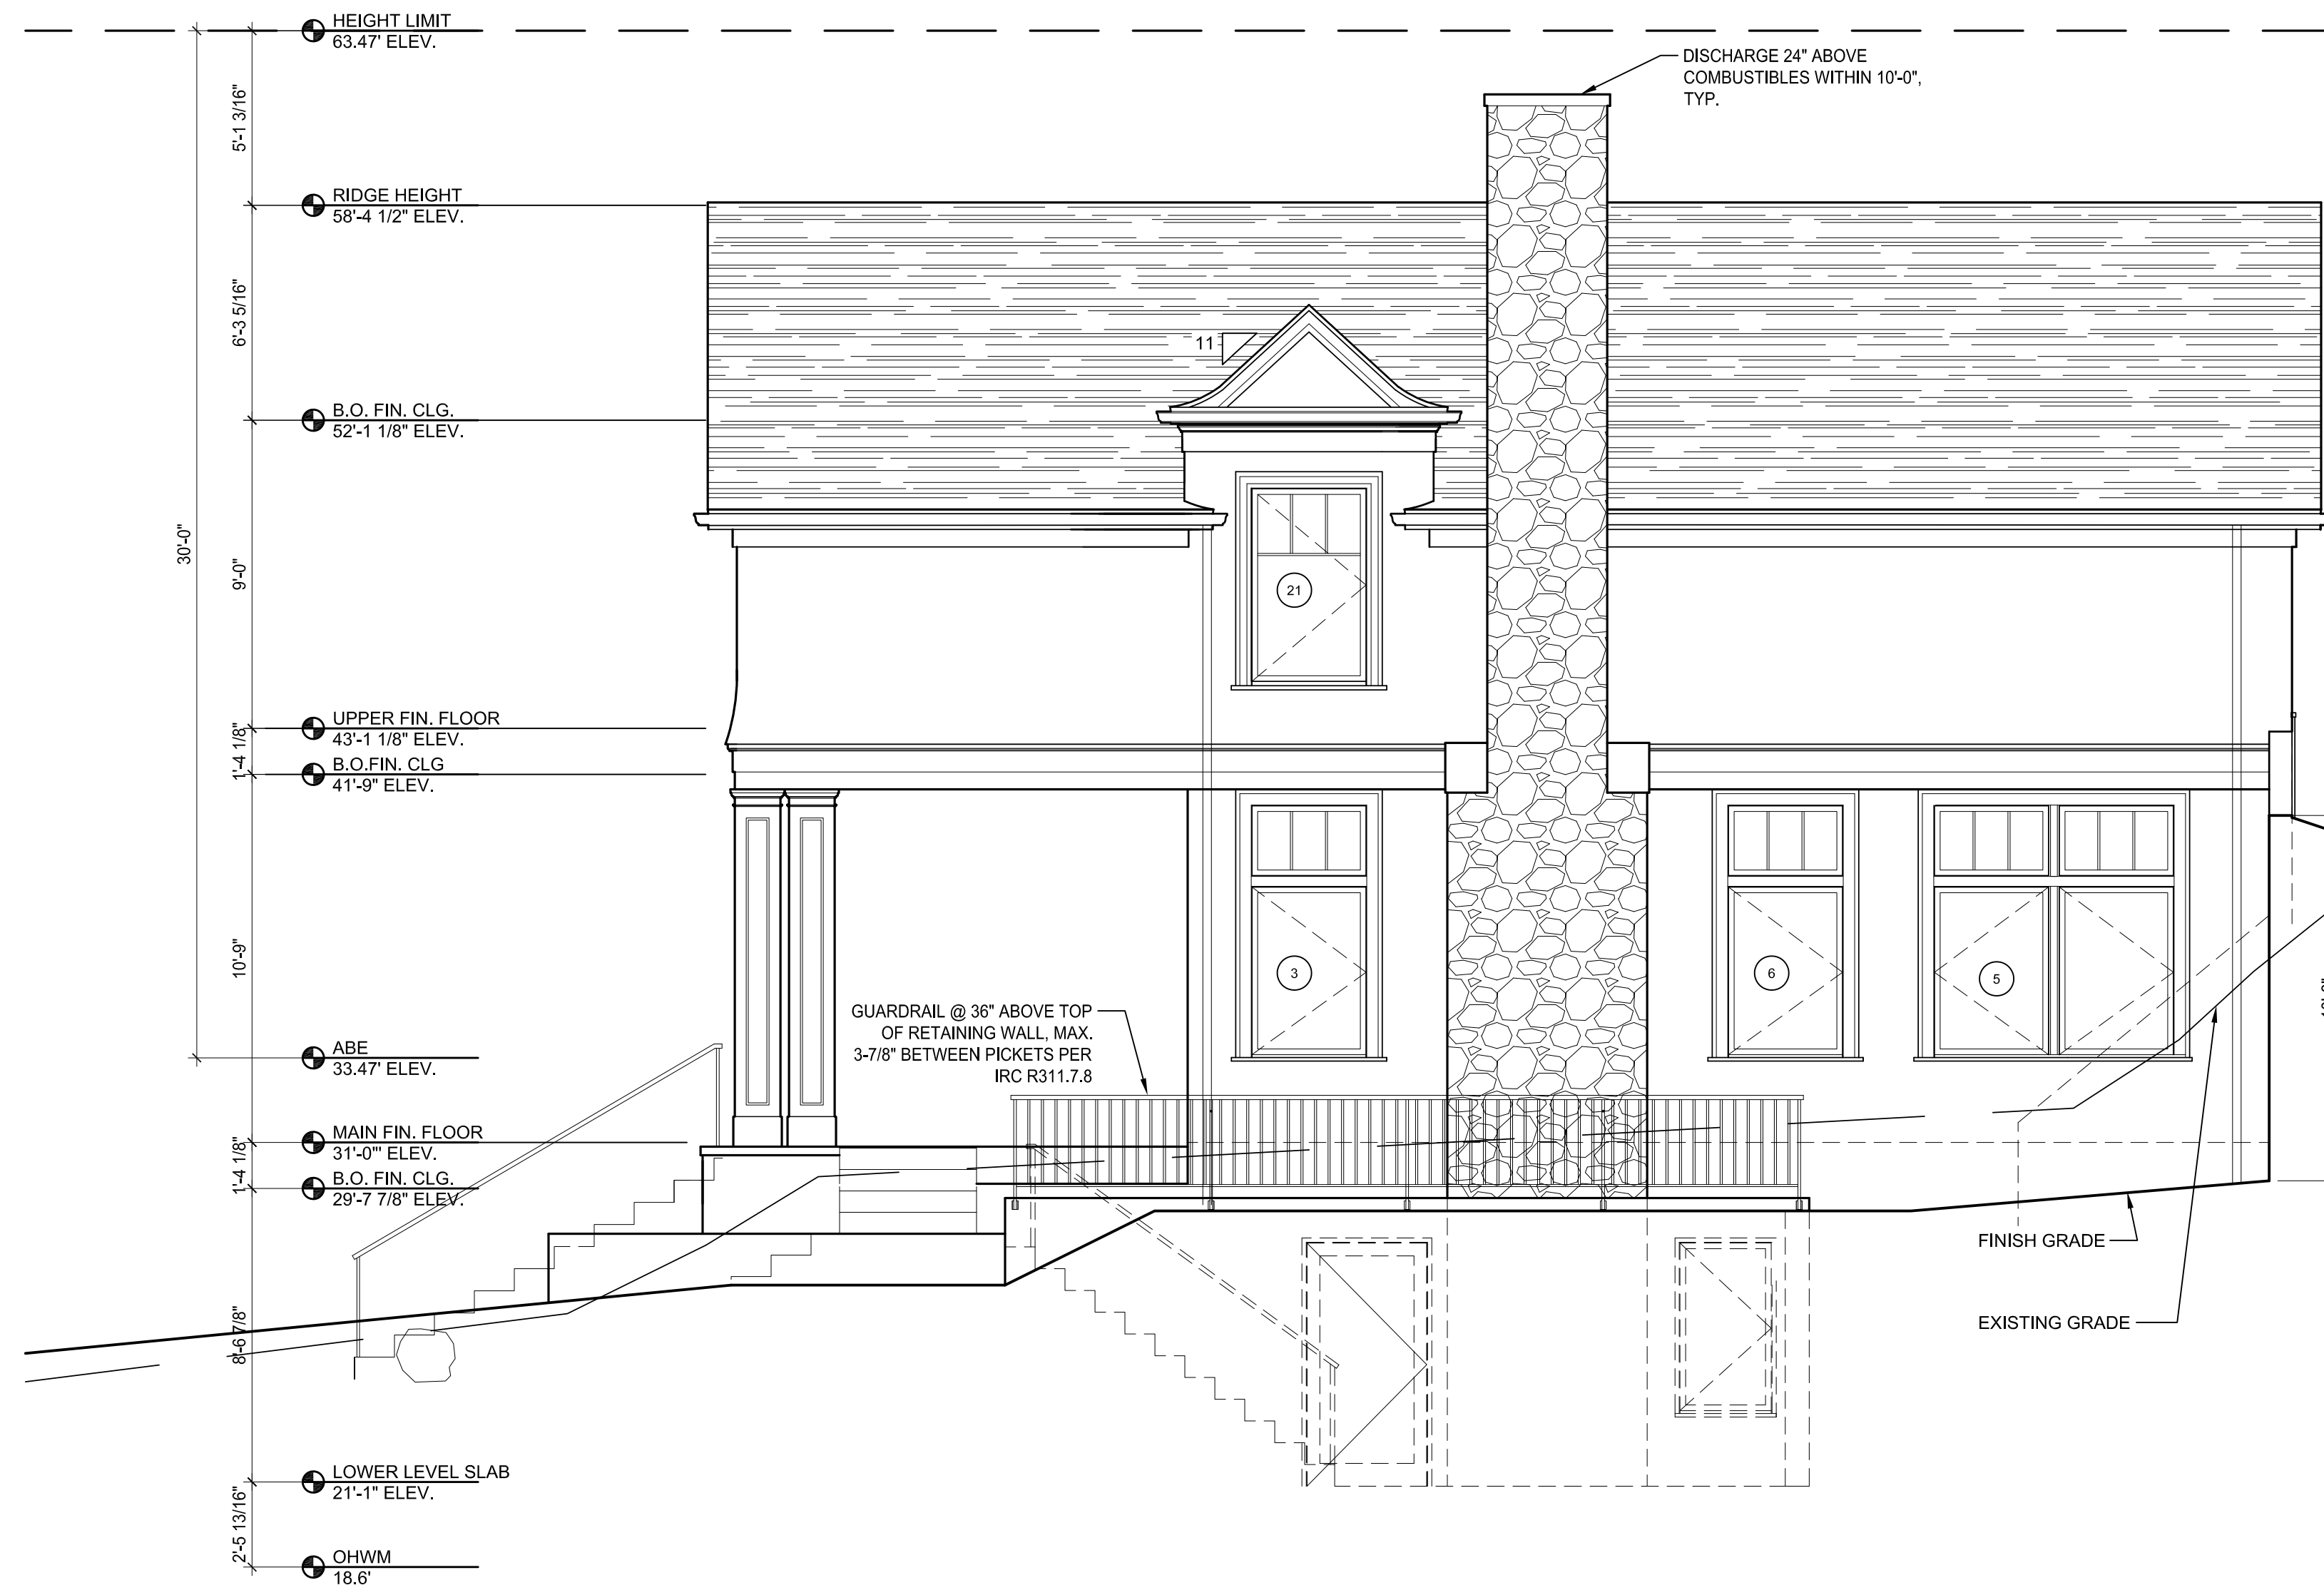 HEIGHT LIMIT
63.47' ELEV.
DISCHARGE 24" ABOVE
COMBUSTIBLES WITHIN 10'-0",
TYP.
5'-1 3/16"
RIDGE HEIGHT
58'-4 1/2" ELEV.
6'-3 5/16"
11
B.O. FIN. CLG.
52'-1 1/8" ELEV.
30'-0"
9'-0"
21
UPPER FIN. FLOOR
43'-1 1/8" ELEV.
1'-4 1/8"
B.O.FIN. CLG
41'-9" ELEV.
10'-9"
3
6
5
GUARDRAIL @ 36" ABOVE TOP
OF RETAINING WALL, MAX.
3-7/8" BETWEEN PICKETS PER
IRC R311.7.8
ABE
33.47' ELEV.
MAIN FIN. FLOOR
31'-0"' ELEV.
1'-4 1/8"
B.O. FIN. CLG.
29'-7 7/8" ELEV.
FINISH GRADE
EXISTING GRADE
8'-6 7/8"
LOWER LEVEL SLAB
21'-1" ELEV.
2'-5 13/16"
OHWM
18.6'